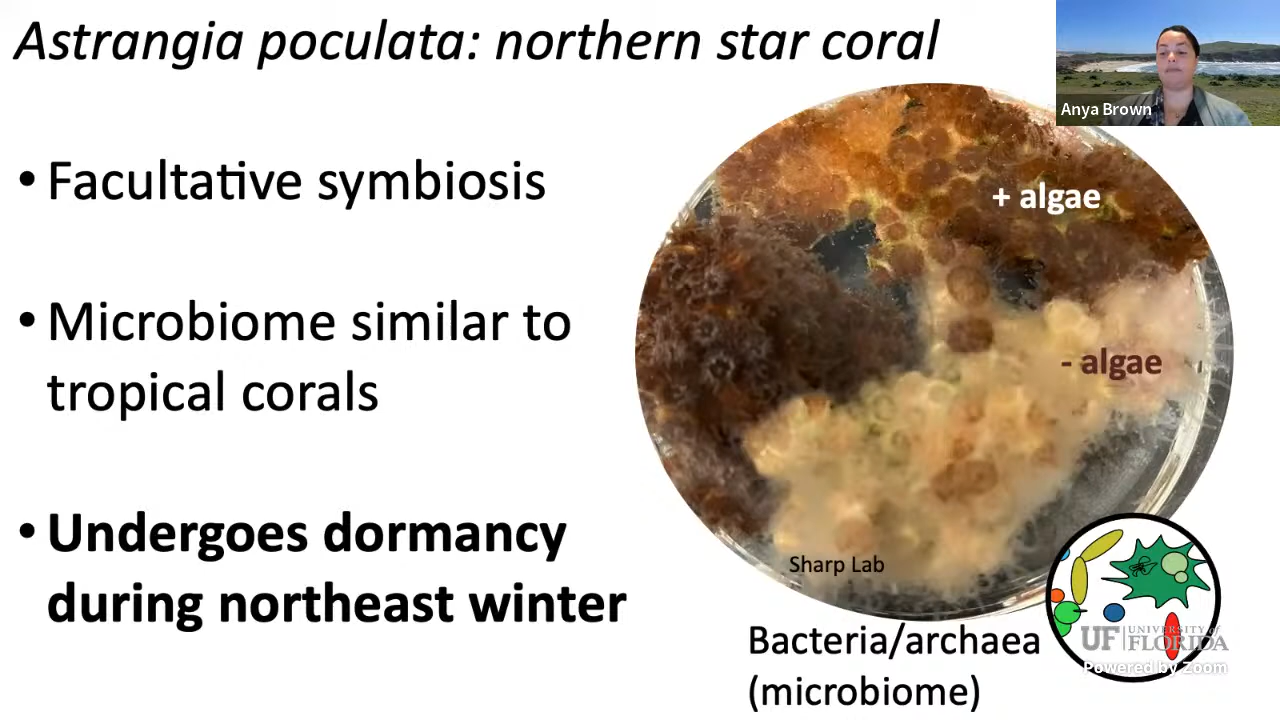 Astrangia poculata: northern star coral
Anya Brown
• Facultative symbiosis
+ algae
• Microbiome similar to
tropical corals
- algae
• Undergoes dormancy
during northeast winter
Sharp Lab
Bacteria/archaea
(microbiome)
UF UNIVERSITY of
FLORIDA
Powered by Zoom